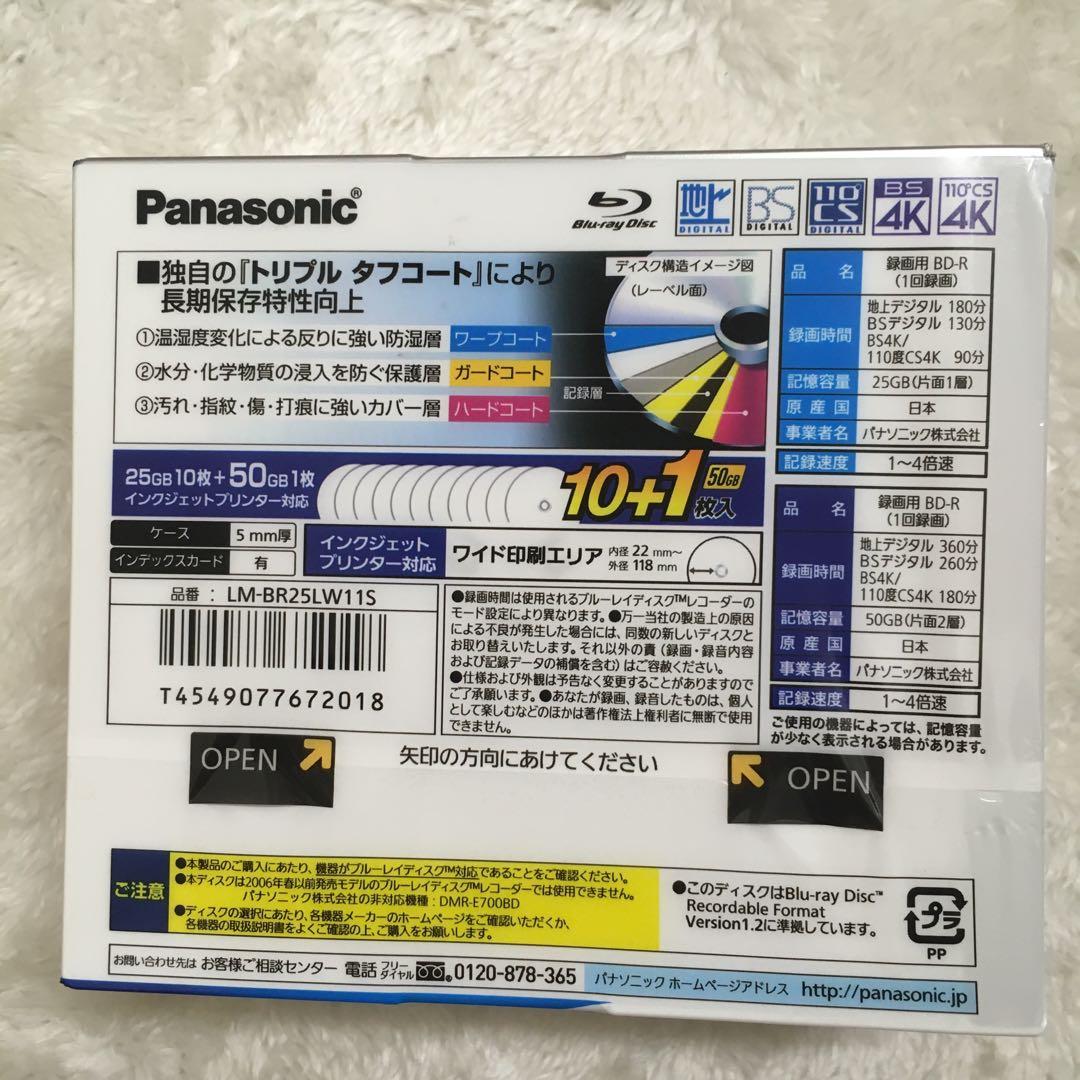 Panasonic®
Blu-ray Disc
地上 DIGITAL
BS DIGITAL
110° CS DIGITAL
BS 4K
110°CS 4K
■独自の『トリプル タフコート』により
長期保存特性向上
①温湿度変化による反りに強い防湿層 ワープコート
②水分・化学物質の浸入を防ぐ保護層 ガードコート
③汚れ・指紋・傷・打痕に強いカバー層 ハードコート
ディスク構造イメージ図
(レーベル面)
記録層
品 名 録画用 BD-R
(1回録画)
録画時間 地上デジタル 180分
BSデジタル 130分
BS4K/
110度CS4K 90分
記憶容量 25GB(片面1層)
原産国 日本
事業者名 パナソニック株式会社
記録速度 1〜4倍速
25GB 10枚+50GB 1枚
インクジェットプリンター対応
10+1枚入
50GB
品 名 録画用 BD-R
(1回録画)
録画時間 地上デジタル 360分
BSデジタル 260分
BS4K/
110度CS4K 180分
記憶容量 50GB(片面2層)
原産国 日本
事業者名 パナソニック株式会社
記録速度 1〜4倍速
ご使用の機器によっては、記憶容量
が少なく表示される場合があります。
ケース 5 mm厚
インデックスカード 有
インクジェット
プリンター対応
ワイド印刷エリア 内径 22 mm〜
外径 118 mm
品番 : LM-BR25LW11S
T4549077672018
●録画時間は使用されるブルーレイディスク™レコーダーの
モード設定により異なります。●万一当社の製造上の原因
による不良が発生した場合には、同数の新しいディスクと
お取り替えいたします。それ以外の責(録画・録音内容
および記録データの補償を含む)はご容赦ください。
●仕様および外観は予告なく変更することがありますので
ご了承願います。●あなたが録画、録音したものは、個人
として楽しむなどのほかは著作権法上権利者に無断で使用
できません。
OPEN
矢印の方向にあけてください
OPEN
ご注意
●本製品のご購入にあたり、機器がブルーレイディスク™対応であることをご確認ください。
●本ディスクは2006年春以前発売モデルのブルーレイディスク™レコーダーでは使用できません。
パナソニック株式会社の非対応機種：DMR-E700BD
●ディスクの選択にあたり、各機器メーカーのホームページをご確認いただくか、
各機器の取扱説明書をよくご確認の上、ご購入をお願いします。
●このディスクはBlu-ray Disc™
Recordable Format
Version1.2に準拠しています。
プラ
PP
お問い合わせ先は お客様ご相談センター 電話 フリーダイヤル 0120-878-365
パナソニック ホームページアドレス http://panasonic.jp